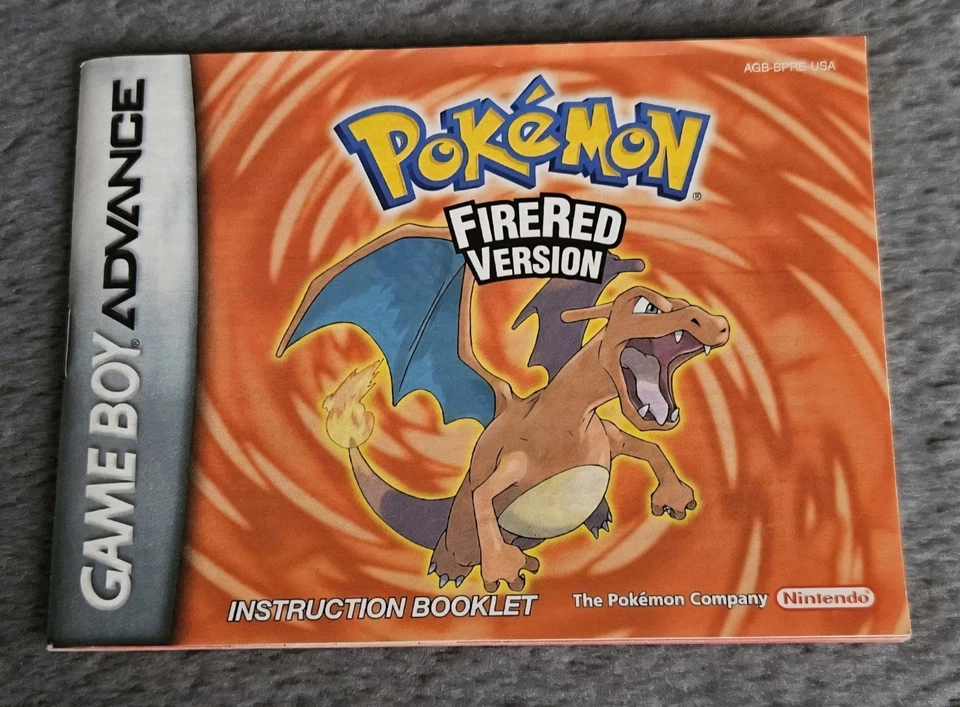 AGB-BPRE-USA
GAME BOY ADVANCE
POKéMON
FIRERED
VERSION
INSTRUCTION BOOKLET
The Pokémon Company
Nintendo®